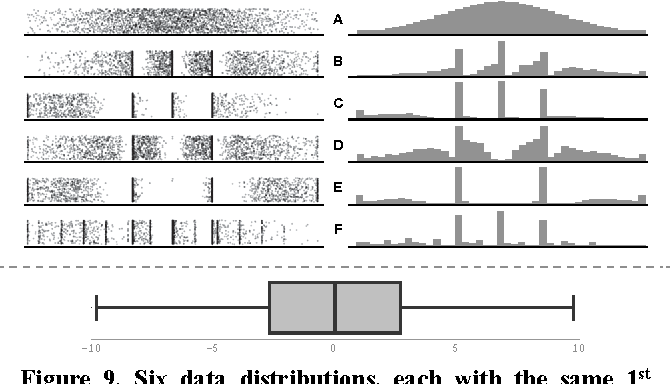 A
B
C
D
E
F
-10 -5 0 5 10
Figure 9. Six data distributions, each with the same 1st